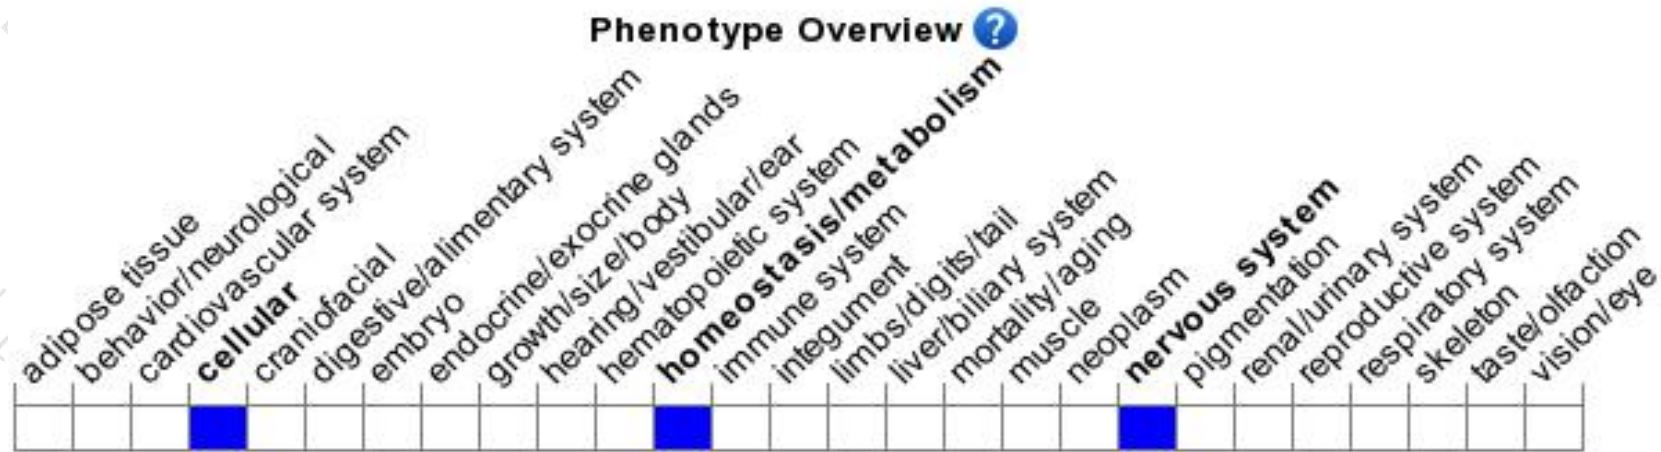 Phenotype Overview ?
adipose tissue
behavior/neurological
cardiovascular system
cellular
craniofacial
digestive/alimentary system
embryo
endocrine/exocrine glands
growth/size/body
hearing/vestibular/ear
hematopoietic system
homeostasis/metabolism
immune system
integument
limbs/digits/tail
liver/biliary system
mortality/aging
muscle
neoplasm
nervous system
pigmentation
renal/urinary system
reproductive system
respiratory system
skeleton
taste/olfaction
vision/eye